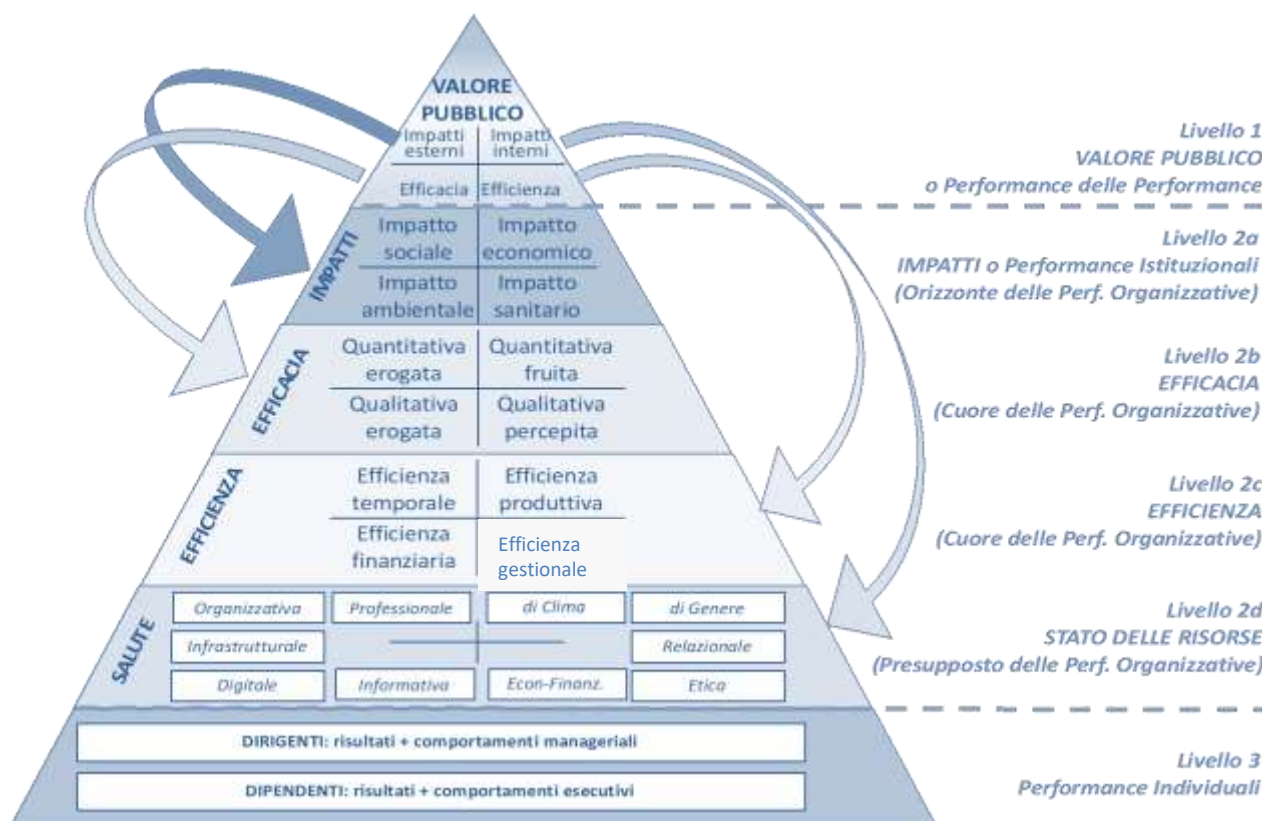 VALORE
PUBBLICO
Impatti esterni
Impatti interni
Efficacia
Efficienza
Livello 1
VALORE PUBBLICO
o Performance delle Performance
IMPATTI
Impatto
sociale
Impatto
economico
Impatto
ambientale
Impatto
sanitario
Livello 2a
IMPATTI o Performance Istituzionali
(Orizzonte delle Perf. Organizzative)
EFFICACIA
Quantitativa
erogata
Quantitativa
fruita
Qualitativa
erogata
Qualitativa
percepita
Livello 2b
EFFICACIA
(Cuore delle Perf. Organizzative)
EFFICIENZA
Efficienza
temporale
Efficienza
produttiva
Efficienza
finanziaria
Efficienza
gestionale
Livello 2c
EFFICIENZA
(Cuore delle Perf. Organizzative)
SALUTE
Organizzativa
Professionale
di Clima
di Genere
Infrastrutturale
Relazionale
Digitale
Informativa
Econ-Finanz.
Etica
Livello 2d
STATO DELLE RISORSE
(Presupposto delle Perf. Organizzative)
DIRIGENTI: risultati + comportamenti manageriali
DIPENDENTI: risultati + comportamenti esecutivi
Livello 3
Performance Individuali